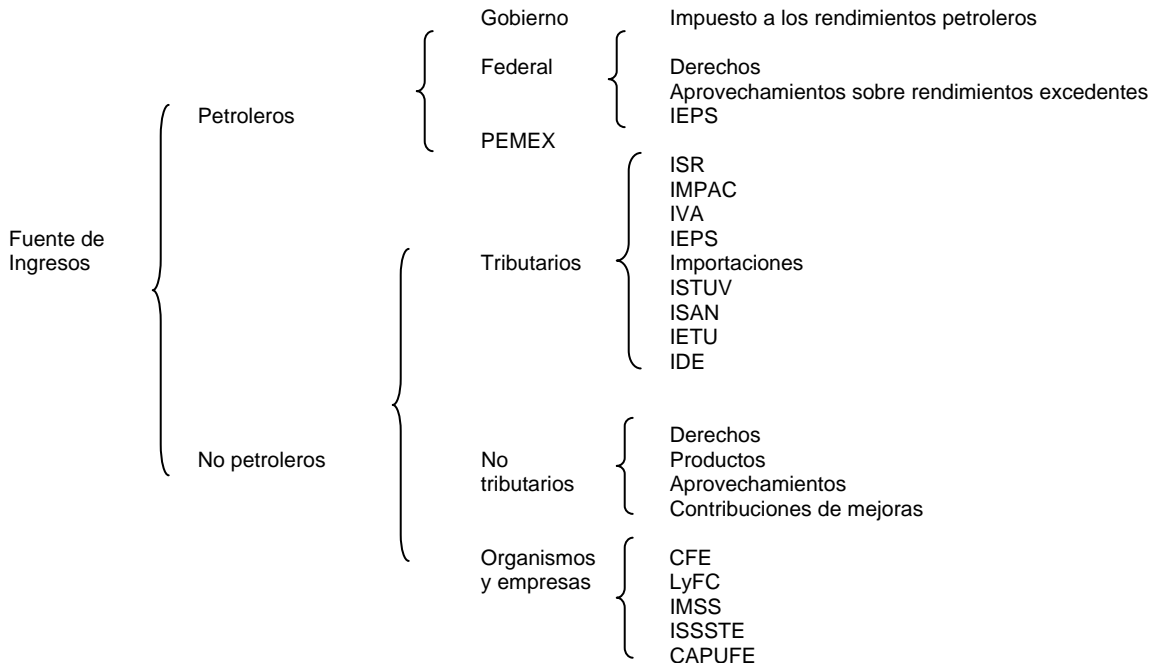 Fuente de
Ingresos
Petroleros
Gobierno
Federal
Impuesto a los rendimientos petroleros
Derechos
Aprovechamientos sobre rendimientos excedentes
IEPS
PEMEX
No petroleros
Tributarios
ISR
IMPAC
IVA
IEPS
Importaciones
ISTUV
ISAN
IETU
IDE
No
tributarios
Derechos
Productos
Aprovechamientos
Contribuciones de mejoras
Organismos
y empresas
CFE
LyFC
IMSS
ISSSTE
CAPUFE